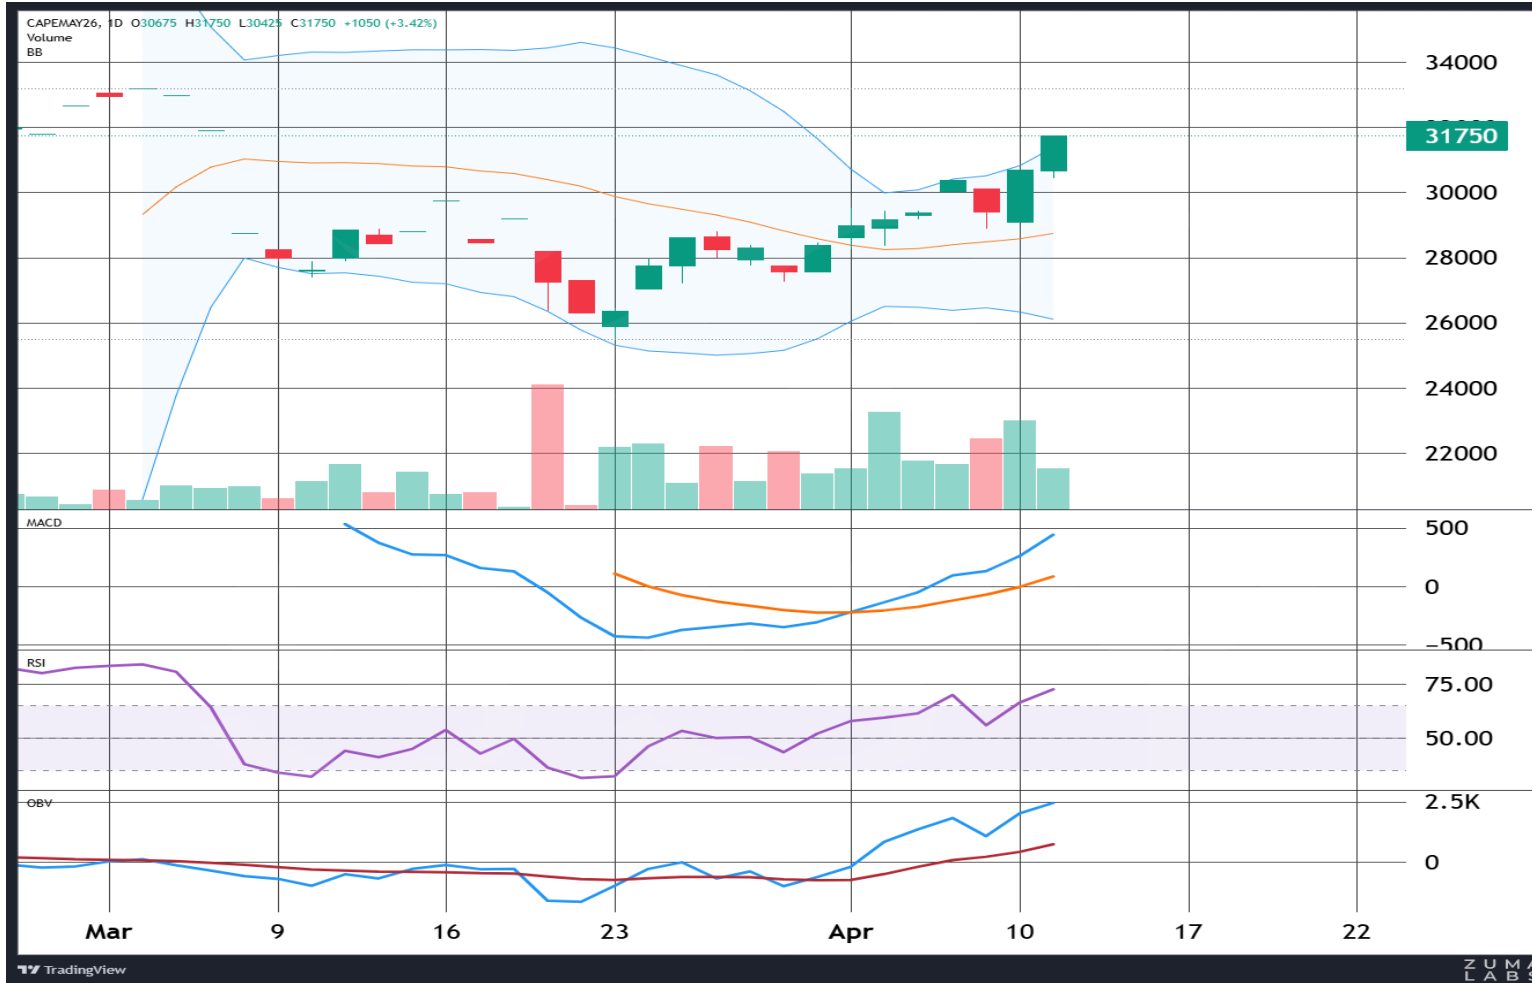 CAPEMAY26, 1D O30675 H31750 L30425 C31750 +1050 (+3.42%)
Volume
BB
34000
31750
30000
28000
26000
24000
22000
MACD
500
0
−500
RSI
75.00
50.00
OBV
2.5K
0
Mar 9 16 23 Apr 10 17 22
TradingView
ZUMA
LABS